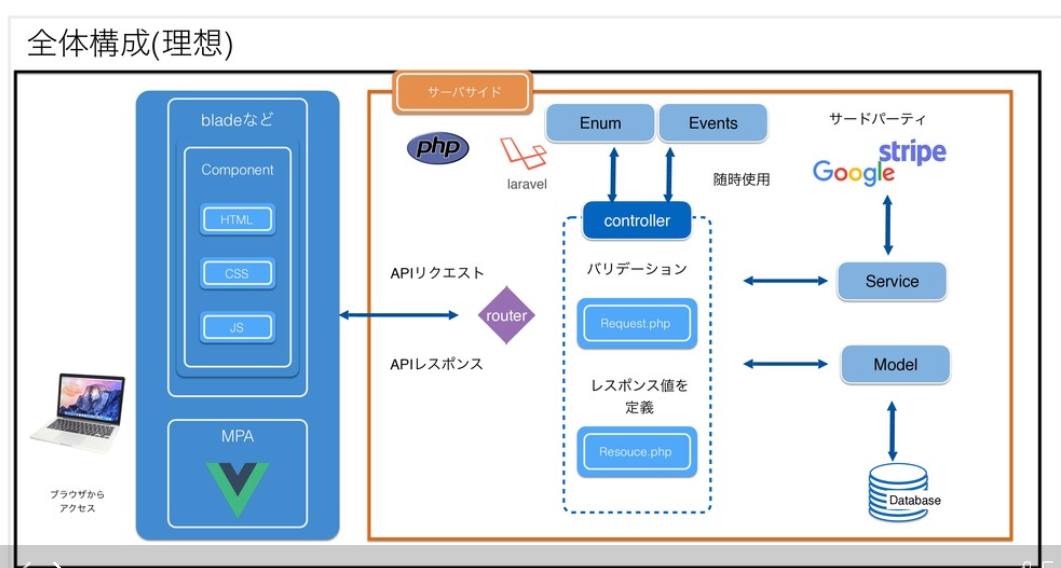 全体構成(理想)
サーバサイド
bladeなど
Component
HTML
CSS
JS
MPA
ブラウザから
アクセス
php
laravel
Enum
Events
随時使用
サードパーティ
stripe
Google
controller
バリデーション
Request.php
レスポンス値を
定義
Resouce.php
APIリクエスト
router
APIレスポンス
Service
Model
Database